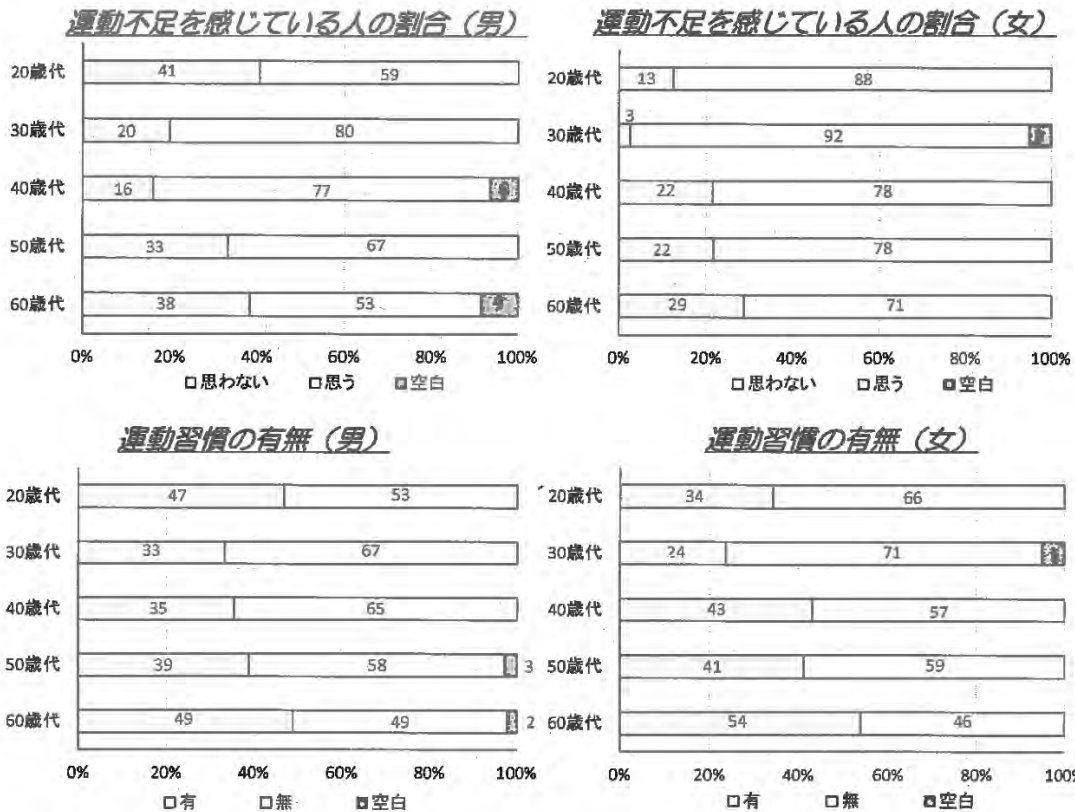 運動不足を感じている人の割合（男）
20歳代 41 59
30歳代 20 80
40歳代 16 77
50歳代 33 67
60歳代 38 53
0% 20% 40% 60% 80% 100%
□思わない □思う ■空白
運動不足を感じている人の割合（女）
20歳代 13 88
3
30歳代 92
40歳代 22 78
50歳代 22 78
60歳代 29 71
0% 20% 40% 60% 80% 100%
□思わない □思う ■空白
運動習慣の有無（男）
20歳代 47 53
30歳代 33 67
40歳代 35 65
50歳代 39 58 3
60歳代 49 49 2
0% 20% 40% 60% 80% 100%
□有 □無 ■空白
運動習慣の有無（女）
20歳代 34 66
30歳代 24 71
40歳代 43 57
50歳代 41 59
60歳代 54 46
0% 20% 40% 60% 80% 100%
□有 □無 ■空白